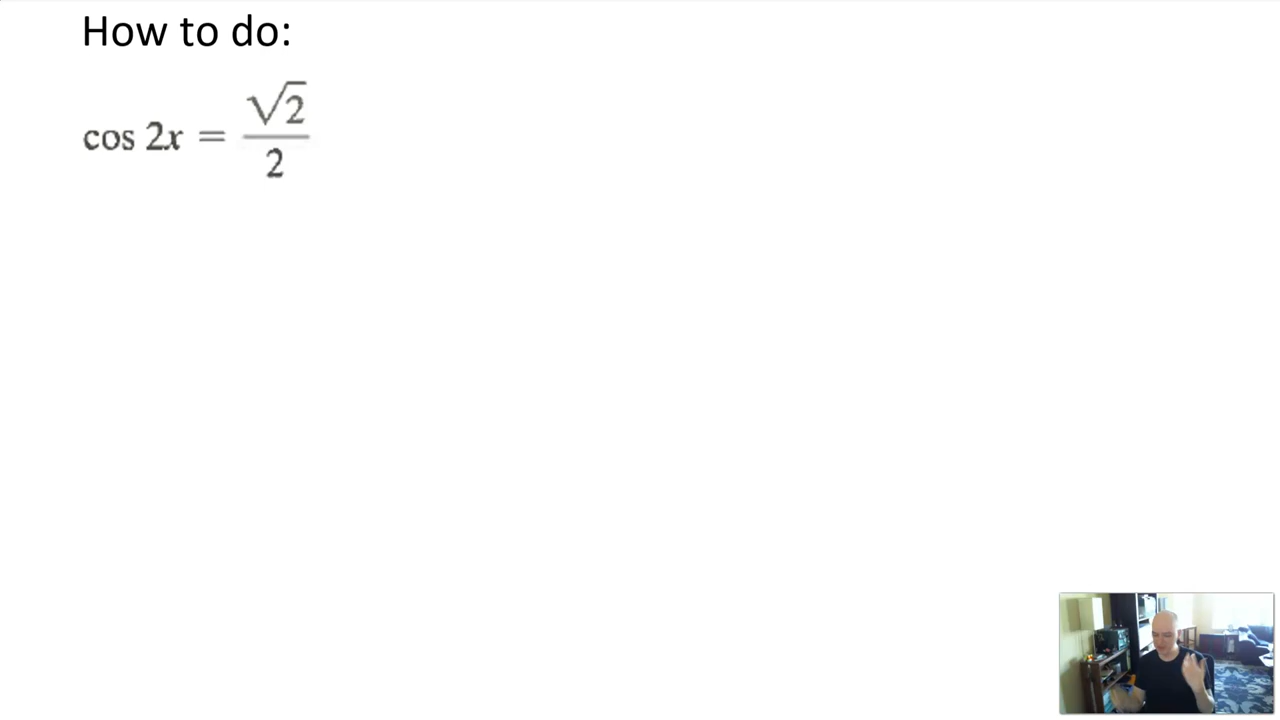 How to do:
cos 2x = √2/2